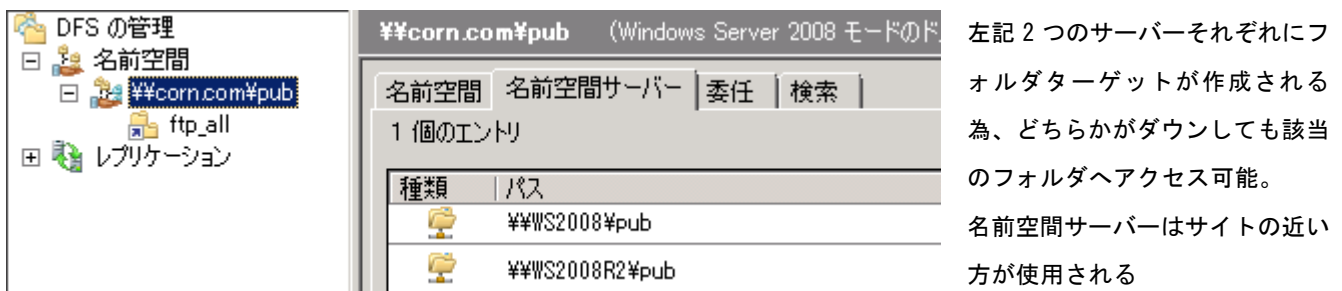 DFS の管理
名前空間
¥¥corn.com¥pub
ftp_all
レプリケーション
¥¥corn.com¥pub (Windows Server 2008 モードのド
名前空間 名前空間サーバー 委任 検索
1 個のエントリ
種類 パス
¥¥WS2008¥pub
¥¥WS2008R2¥pub
左記 2 つのサーバーそれぞれにフ
ォルダターゲットが作成される
為、どちらかがダウンしても該当
のフォルダへアクセス可能。
名前空間サーバーはサイトの近い
方が使用される